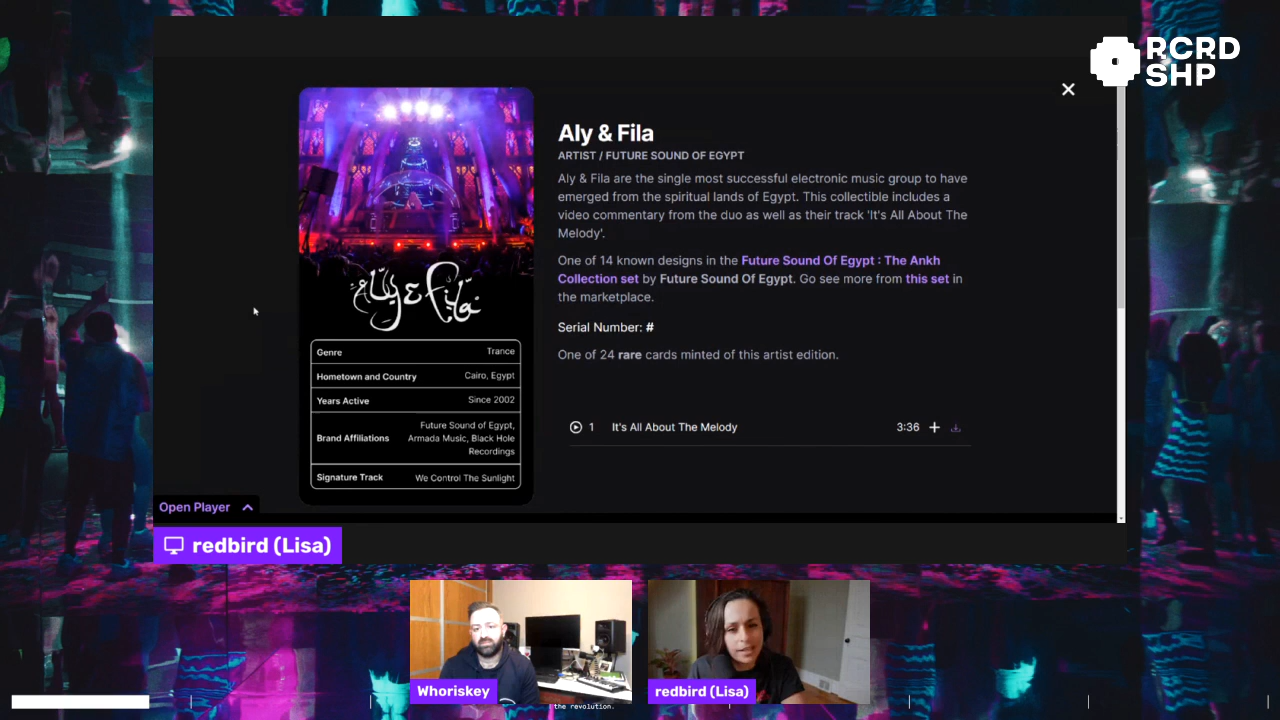 RCRD
SHP
Aly & Fila
ARTIST / FUTURE SOUND OF EGYPT
Aly & Fila are the single most successful electronic music group to have
emerged from the spiritual lands of Egypt. This collectible includes a
video commentary from the duo as well as their track 'It's All About The
Melody'.
One of 14 known designs in the Future Sound Of Egypt : The Ankh
Collection set by Future Sound Of Egypt. Go see more from this set in
the marketplace.
Serial Number: #
One of 24 rare cards minted of this artist edition.
1 It's All About The Melody 3:36 +
Aly & Fila
Genre Trance
Hometown and Country Cairo, Egypt
Years Active Since 2002
Brand Affiliations Future Sound of Egypt,
Armada Music, Black Hole
Recordings
Signature Track We Control The Sunlight
Open Player
redbird (Lisa)
Whoriskey
redbird (Lisa)
the revolution.